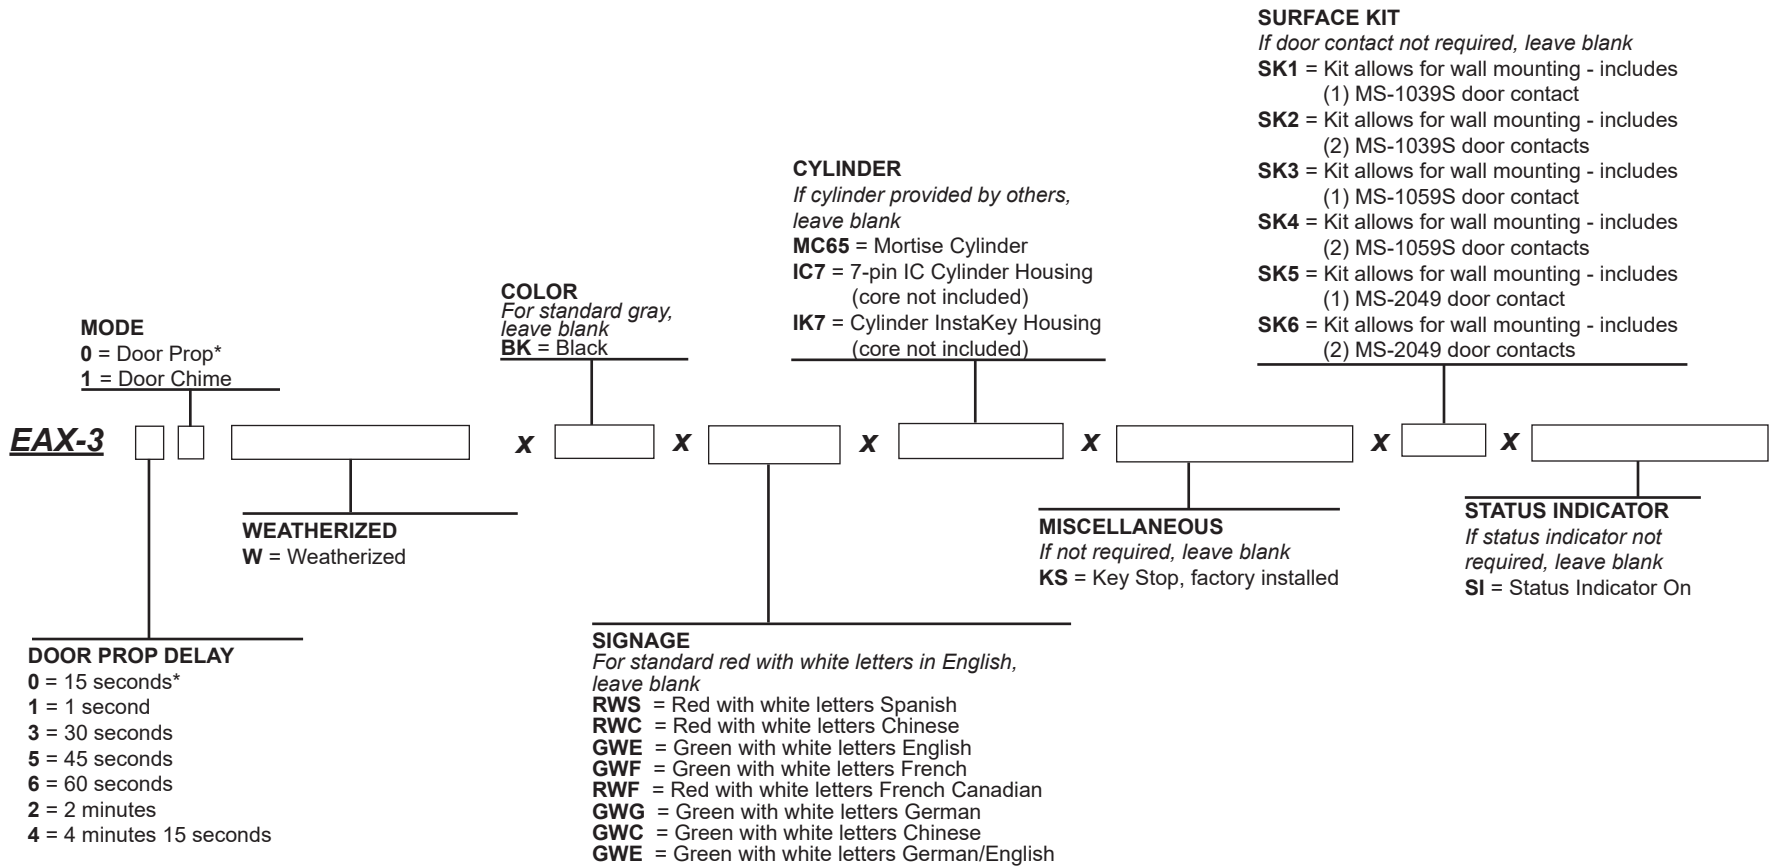 SURFACE KIT
If door contact not required, leave blank
SK1 = Kit allows for wall mounting - includes
(1) MS-1039S door contact
SK2 = Kit allows for wall mounting - includes
(2) MS-1039S door contacts
SK3 = Kit allows for wall mounting - includes
(1) MS-1059S door contact
SK4 = Kit allows for wall mounting - includes
(2) MS-1059S door contacts
SK5 = Kit allows for wall mounting - includes
(1) MS-2049 door contact
SK6 = Kit allows for wall mounting - includes
(2) MS-2049 door contacts
CYLINDER
If cylinder provided by others,
leave blank
MC65 = Mortise Cylinder
IC7 = 7-pin IC Cylinder Housing
(core not included)
IK7 = Cylinder InstaKey Housing
(core not included)
COLOR
For standard gray,
leave blank
BK = Black
MODE
0 = Door Prop*
1 = Door Chime
EAX-3 x x x x x x
WEATHERIZED
W = Weatherized
MISCELLANEOUS
If not required, leave blank
KS = Key Stop, factory installed
STATUS INDICATOR
If status indicator not
required, leave blank
SI = Status Indicator On
DOOR PROP DELAY
0 = 15 seconds*
1 = 1 second
3 = 30 seconds
5 = 45 seconds
6 = 60 seconds
2 = 2 minutes
4 = 4 minutes 15 seconds
SIGNAGE
For standard red with white letters in English,
leave blank
RWS = Red with white letters Spanish
RWC = Red with white letters Chinese
GWE = Green with white letters English
GWF = Green with white letters French
RWF = Red with white letters French Canadian
GWG = Green with white letters German
GWC = Green with white letters Chinese
GWE = Green with white letters German/English